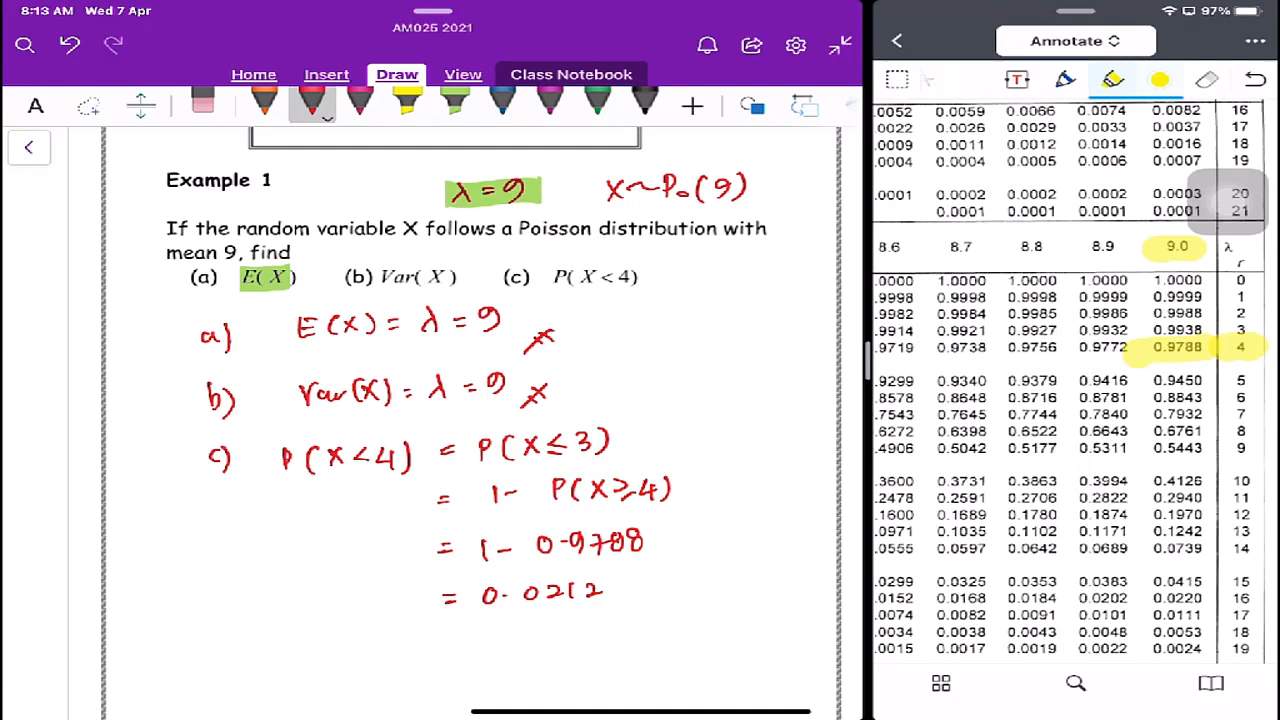 8:13 AM Wed 7 Apr
AM025 2021
Home Insert Draw View Class Notebook
A
Example 1
λ = 9 X~Po(9)
If the random variable X follows a Poisson distribution with
mean 9, find
(a) E( X ) (b) Var( X ) (c) P( X < 4)
a) E(X) = λ = 9
b) Var(X) = λ = 9
c) P(X<4) = P(X≤3)
= 1- P(X≥4)
= 1- 0.9788
= 0.0212
97%
Annotate
T
.0052 0.0059 0.0066 0.0074 0.0082 16
.0022 0.0026 0.0029 0.0033 0.0037 17
.0009 0.0011 0.0012 0.0014 0.0016 18
.0004 0.0004 0.0005 0.0006 0.0007 19
.0001 0.0002 0.0002 0.0002 0.0003 20
0.0001 0.0001 0.0001 0.0001 21
8.6 8.7 8.8 8.9 9.0 λ
r
.0000 1.0000 1.0000 1.0000 1.0000 0
.9998 0.9998 0.9998 0.9999 0.9999 1
.9982 0.9984 0.9985 0.9986 0.9988 2
.9914 0.9921 0.9927 0.9932 0.9938 3
.9719 0.9738 0.9756 0.9772 0.9788 4
.9299 0.9340 0.9379 0.9416 0.9450 5
.8578 0.8648 0.8716 0.8781 0.8843 6
.7543 0.7645 0.7744 0.7840 0.7932 7
.6272 0.6398 0.6522 0.6643 0.6761 8
.4906 0.5042 0.5177 0.5311 0.5443 9
.3600 0.3731 0.3863 0.3994 0.4126 10
.2478 0.2591 0.2706 0.2822 0.2940 11
.1600 0.1689 0.1780 0.1874 0.1970 12
.0971 0.1035 0.1102 0.1171 0.1242 13
.0555 0.0597 0.0642 0.0689 0.0739 14
.0299 0.0325 0.0353 0.0383 0.0415 15
.0152 0.0168 0.0184 0.0202 0.0220 16
.0074 0.0082 0.0091 0.0101 0.0111 17
.0034 0.0038 0.0043 0.0048 0.0053 18
.0015 0.0017 0.0019 0.0022 0.0024 19